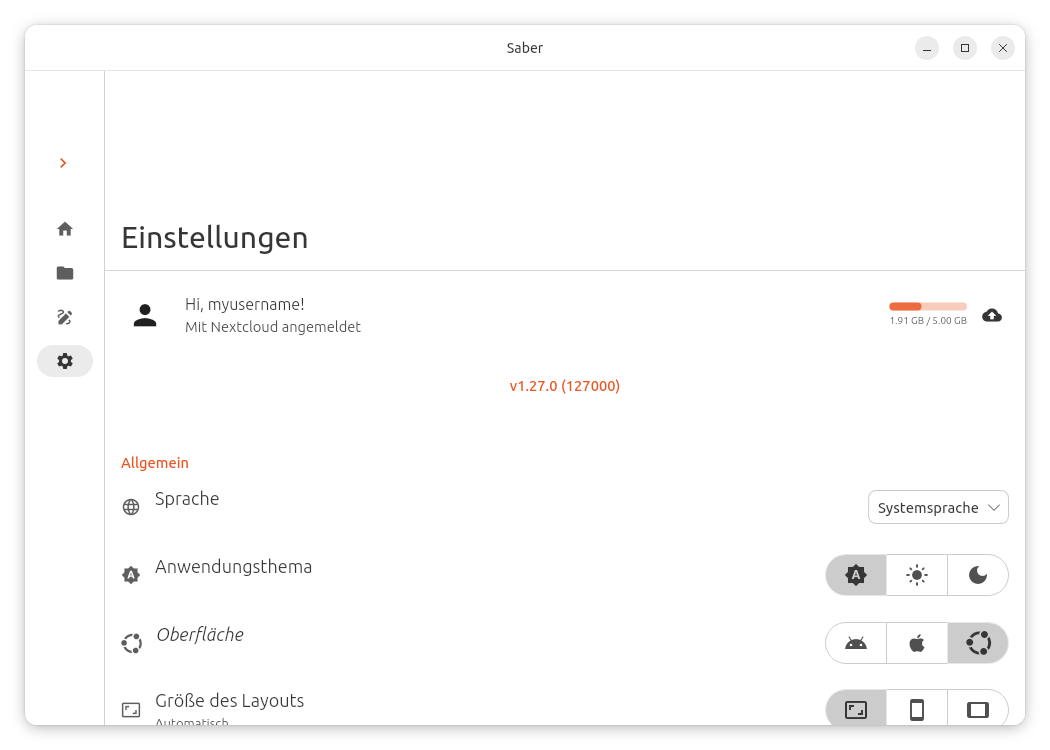 Saber
Einstellungen
Hi, myusername!
Mit Nextcloud angemeldet
1.91 GB / 5.00 GB
v1.27.0 (127000)
Allgemein
Sprache
Systemsprache
Anwendungsthema
Oberfläche
Größe des Layouts
Automatisch